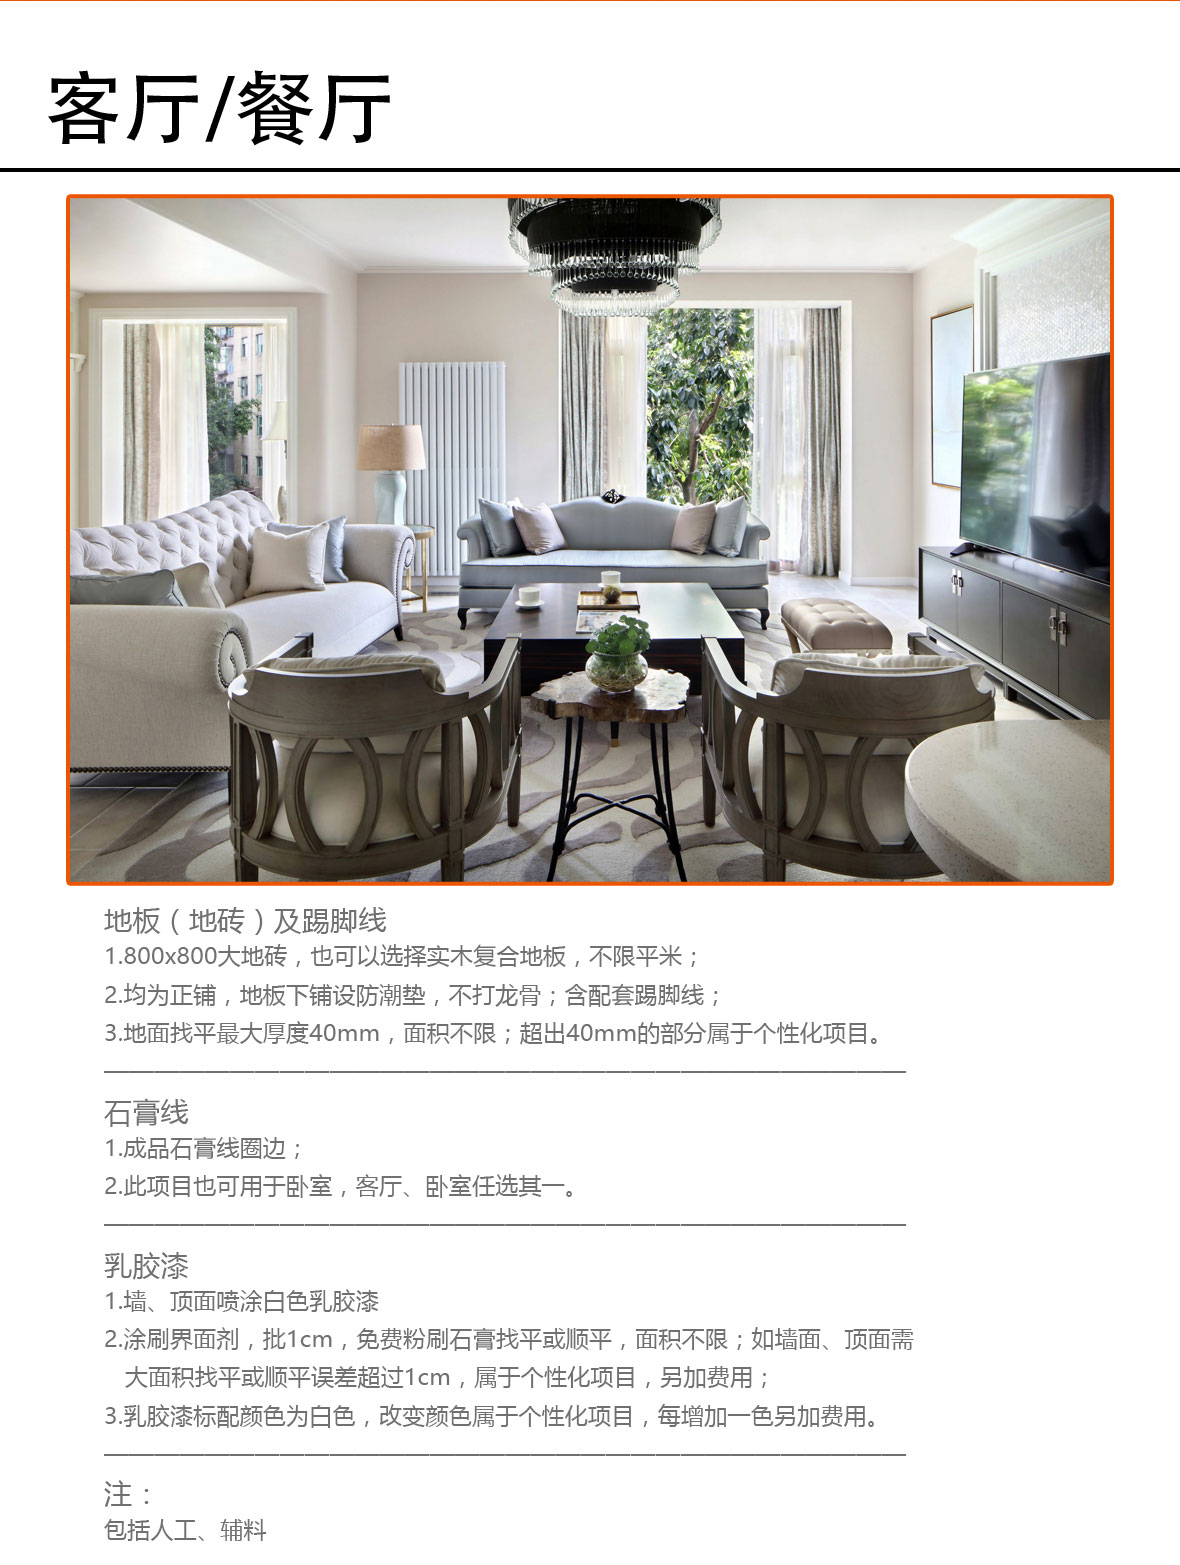 客厅/餐厅
地板（地砖）及踢脚线
1.800x800大地砖，也可以选择实木复合地板，不限平米；
2.均为正铺，地板下铺设防潮垫，不打龙骨；含配套踢脚线；
3.地面找平最大厚度40mm，面积不限；超出40mm的部分属于个性化项目。
石膏线
1.成品石膏线圈边；
2.此项目也可用于卧室，客厅、卧室任选其一。
乳胶漆
1.墙、顶面喷涂白色乳胶漆
2.涂刷界面剂，批1cm，免费粉刷石膏找平或顺平，面积不限；如墙面、顶面需
大面积找平或顺平误差超过1cm，属于个性化项目，另加费用；
3.乳胶漆标配颜色为白色，改变颜色属于个性化项目，每增加一色另加费用。
注：
包括人工、辅料